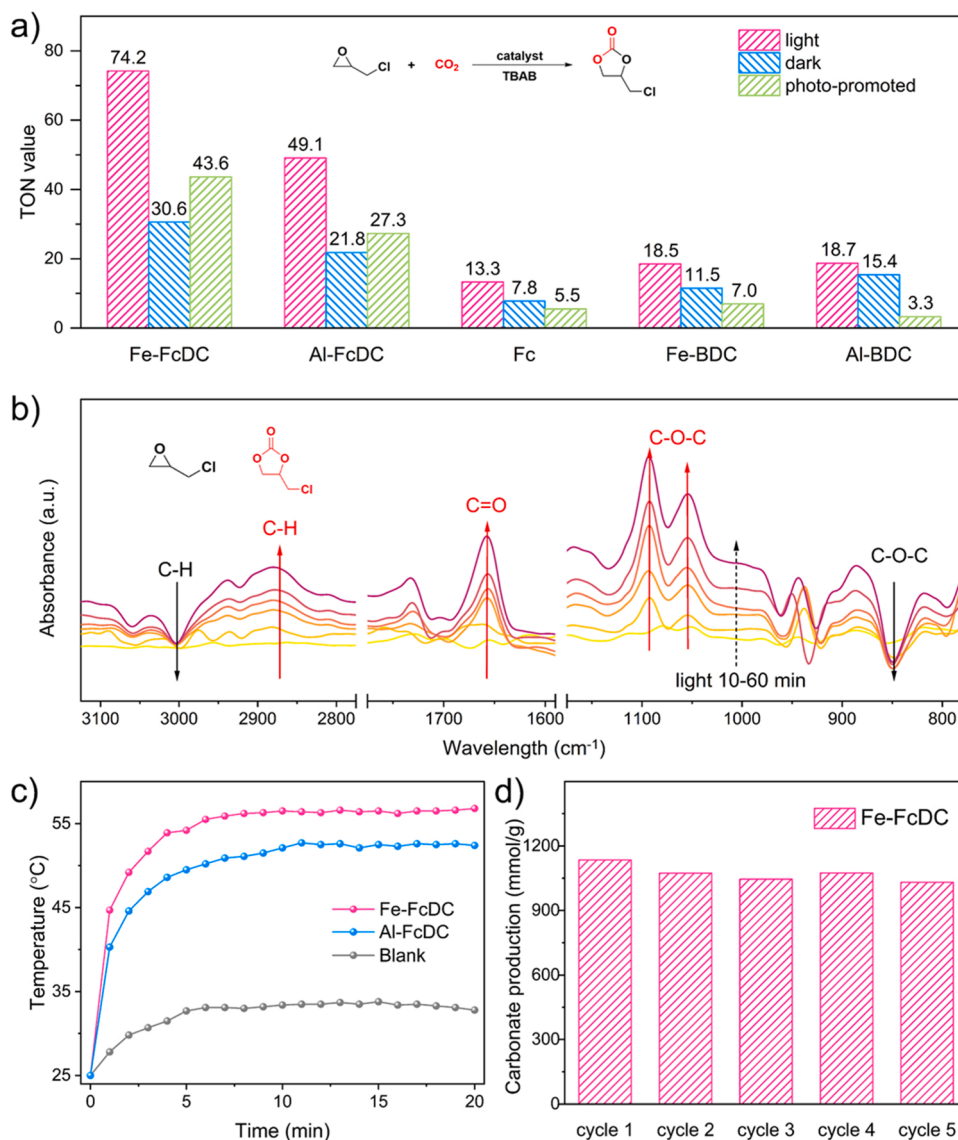 a)
80
60
40
20
0
TON value
74.2
30.6
43.6
49.1
21.8
27.3
13.3
7.8
5.5
18.5
11.5
7.0
18.7
15.4
3.3
Fe-FcDC
Al-FcDC
Fc
Fe-BDC
Al-BDC
O
Cl
+
CO2
catalyst
TBAB
O
O
O
Cl
light
dark
photo-promoted
b)
O
Cl
O
O
O
Cl
C-H
C-H
C=O
C-O-C
C-O-C
light 10-60 min
Absorbance (a.u.)
3100
3000
2900
2800
1700
1600
1100
1000
900
800
Wavelength (cm-1)
c)
55
45
35
25
Temperature (°C)
Fe-FcDC
Al-FcDC
Blank
0
5
10
15
20
Time (min)
d)
Fe-FcDC
1200
900
600
300
0
Carbonate production (mmol/g)
cycle 1
cycle 2
cycle 3
cycle 4
cycle 5